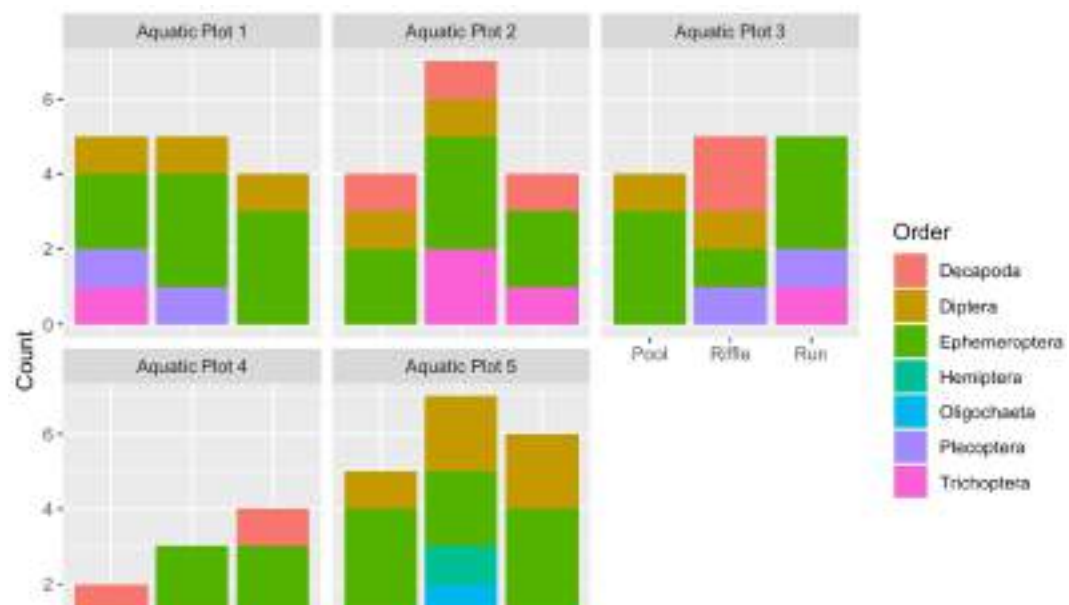 Aquatic Plot 1
Aquatic Plot 2
Aquatic Plot 3
6
4
2
0
Pool Riffle Run
Count
Aquatic Plot 4
Aquatic Plot 5
6
4
2
Order
Decapoda
Diptera
Ephemeroptera
Hemiptera
Oligochaeta
Plecoptera
Trichoptera